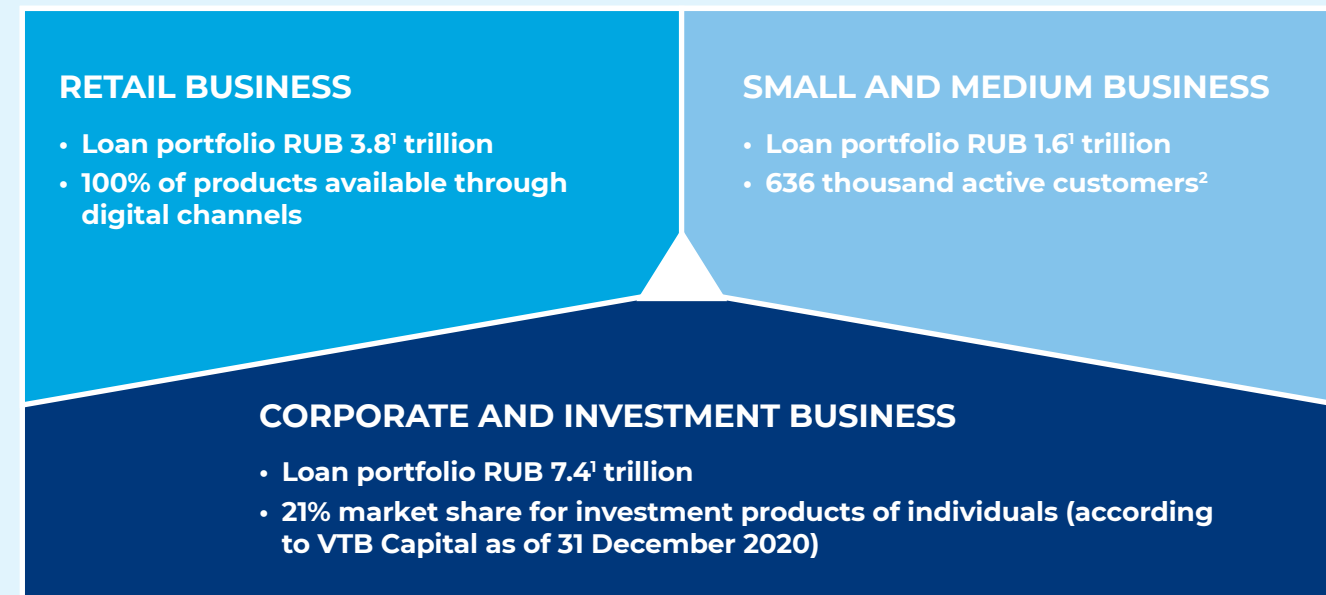 RETAIL BUSINESS
• Loan portfolio RUB 3.8¹ trillion
• 100% of products available through
digital channels
SMALL AND MEDIUM BUSINESS
• Loan portfolio RUB 1.6¹ trillion
• 636 thousand active customers²
CORPORATE AND INVESTMENT BUSINESS
• Loan portfolio RUB 7.4¹ trillion
• 21% market share for investment products of individuals (according
to VTB Capital as of 31 December 2020)